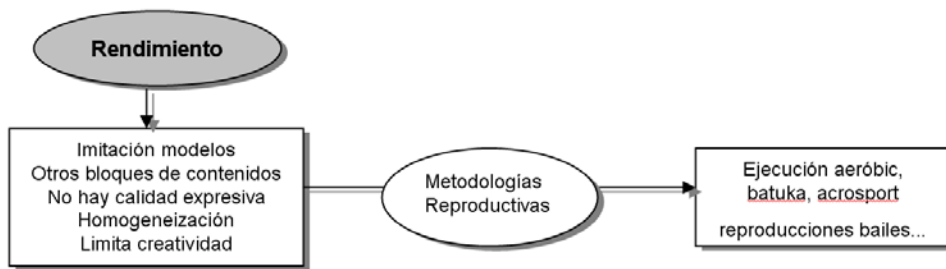 Rendimiento
Imitación modelos
Otros bloques de contenidos
No hay calidad expresiva
Homogeneización
Limita creatividad
Metodologías
Reproductivas
Ejecución aeróbic,
batuka, acrosport
reproducciones bailes...